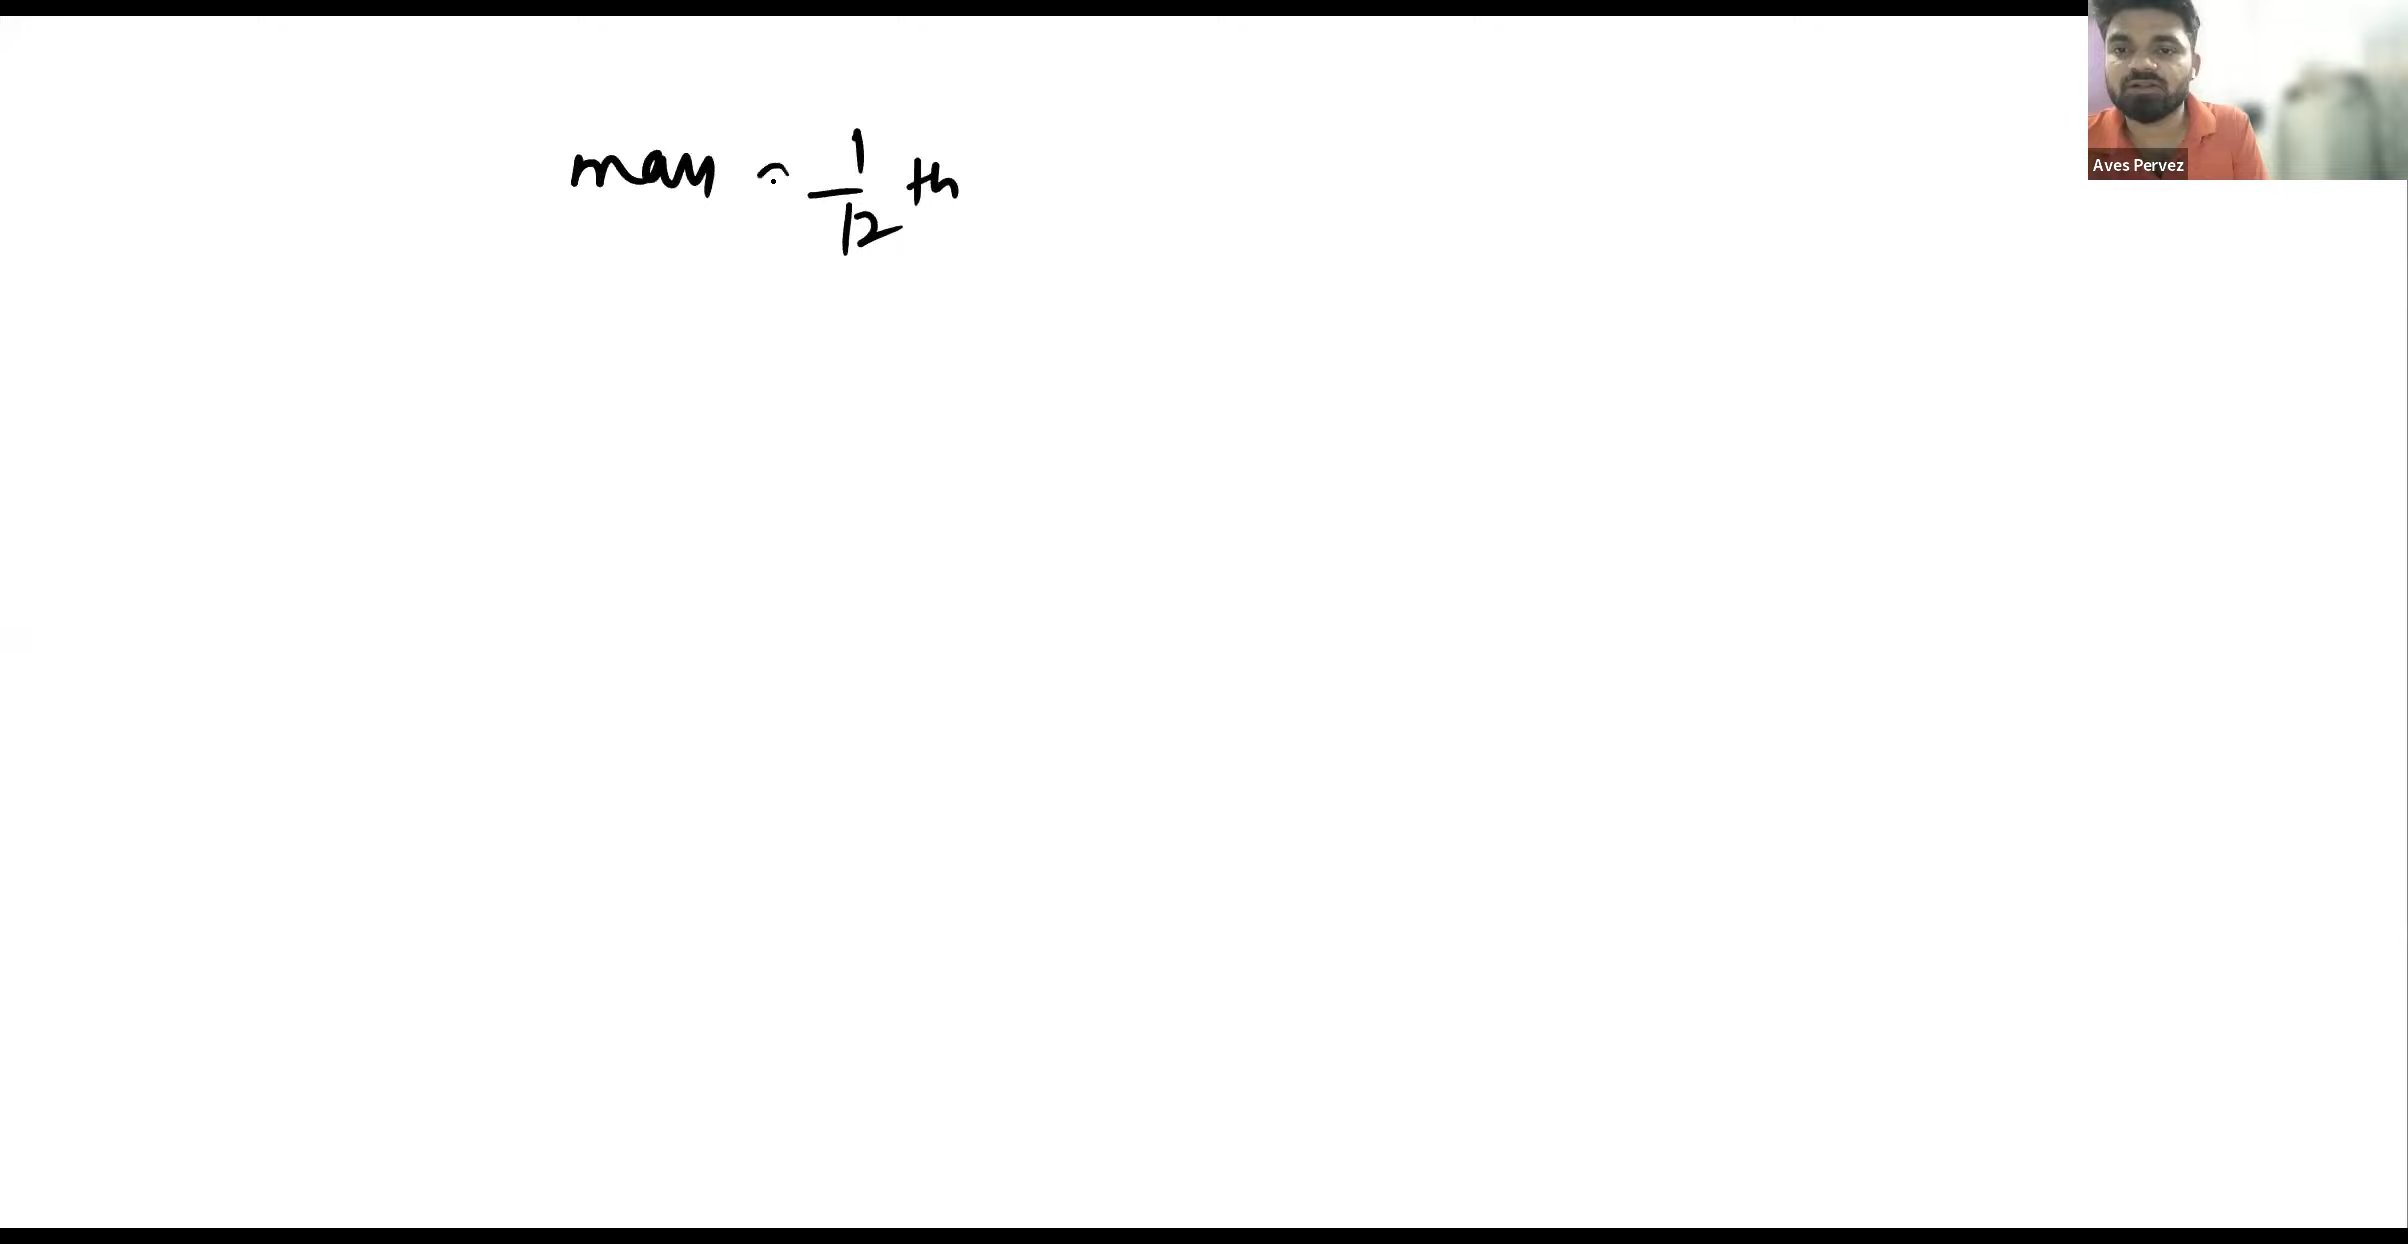 mass = 1/12 th
Aves Pervez